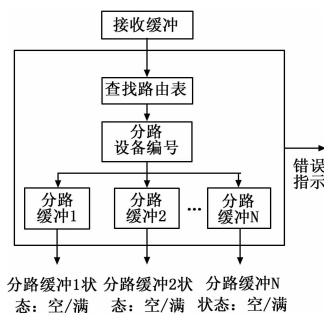 接收缓冲
查找路由表
分路
设备编号
错误
指示
分路
缓冲1
分路
缓冲2
...
分路
缓冲N
分路缓冲1状
态：空/满
分路缓冲2状
态：空/满
分路缓冲N
状态：空/满